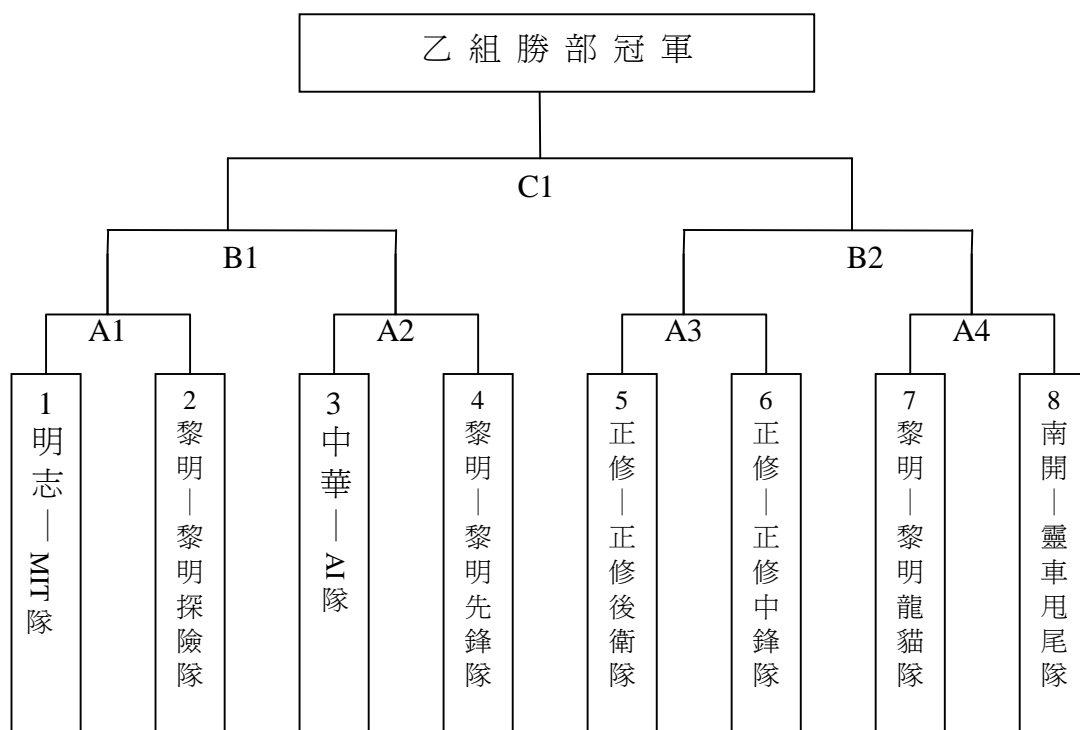 乙組勝部冠軍
C1
B1
B2
A1
A2
A3
A4
1明志—MIT隊
2黎明—黎明探險隊
3中華—AI隊
4黎明—黎明先鋒隊
5正修—正修後衛隊
6正修—正修中鋒隊
7黎明—黎明龍貓隊
8南開—靈車甩尾隊